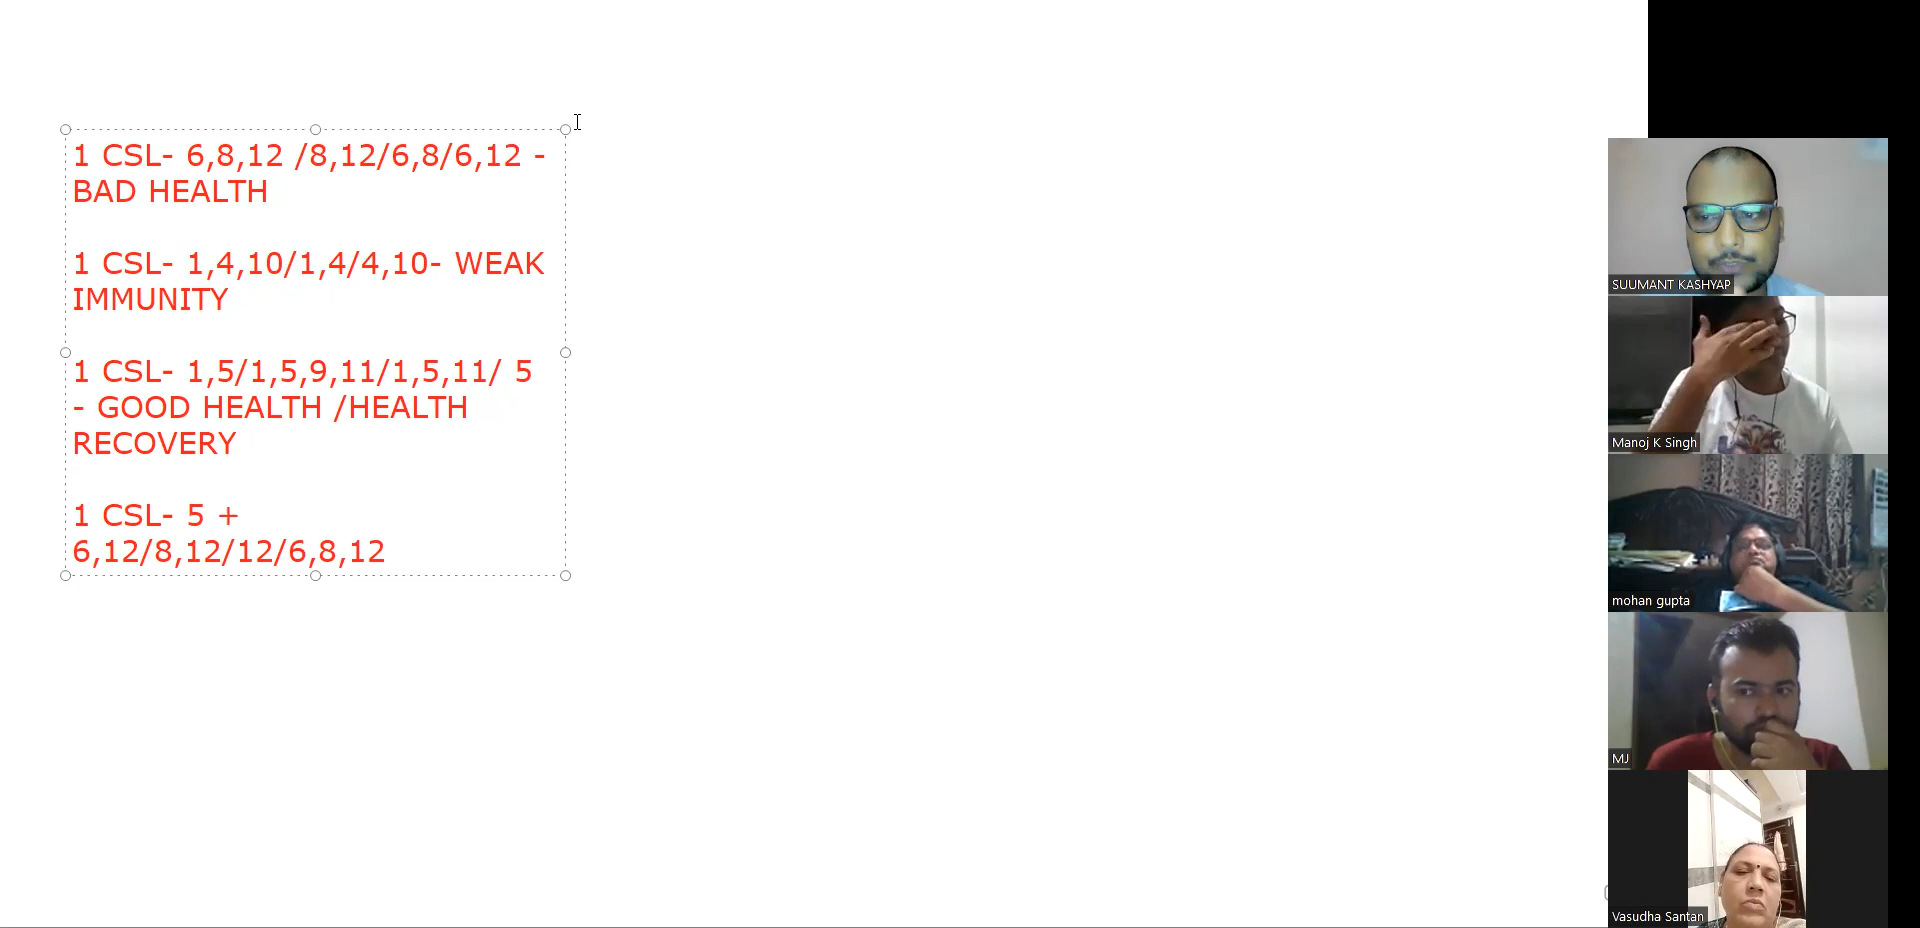 1 CSL- 6,8,12 /8,12/6,8/6,12 -
BAD HEALTH
1 CSL- 1,4,10/1,4/4,10- WEAK
IMMUNITY
1 CSL- 1,5/1,5,9,11/1,5,11/ 5
- GOOD HEALTH /HEALTH
RECOVERY
1 CSL- 5 +
6,12/8,12/12/6,8,12
SUUMANT KASHYAP
Manoj K Singh
mohan gupta
MJ
Vasudha Santan